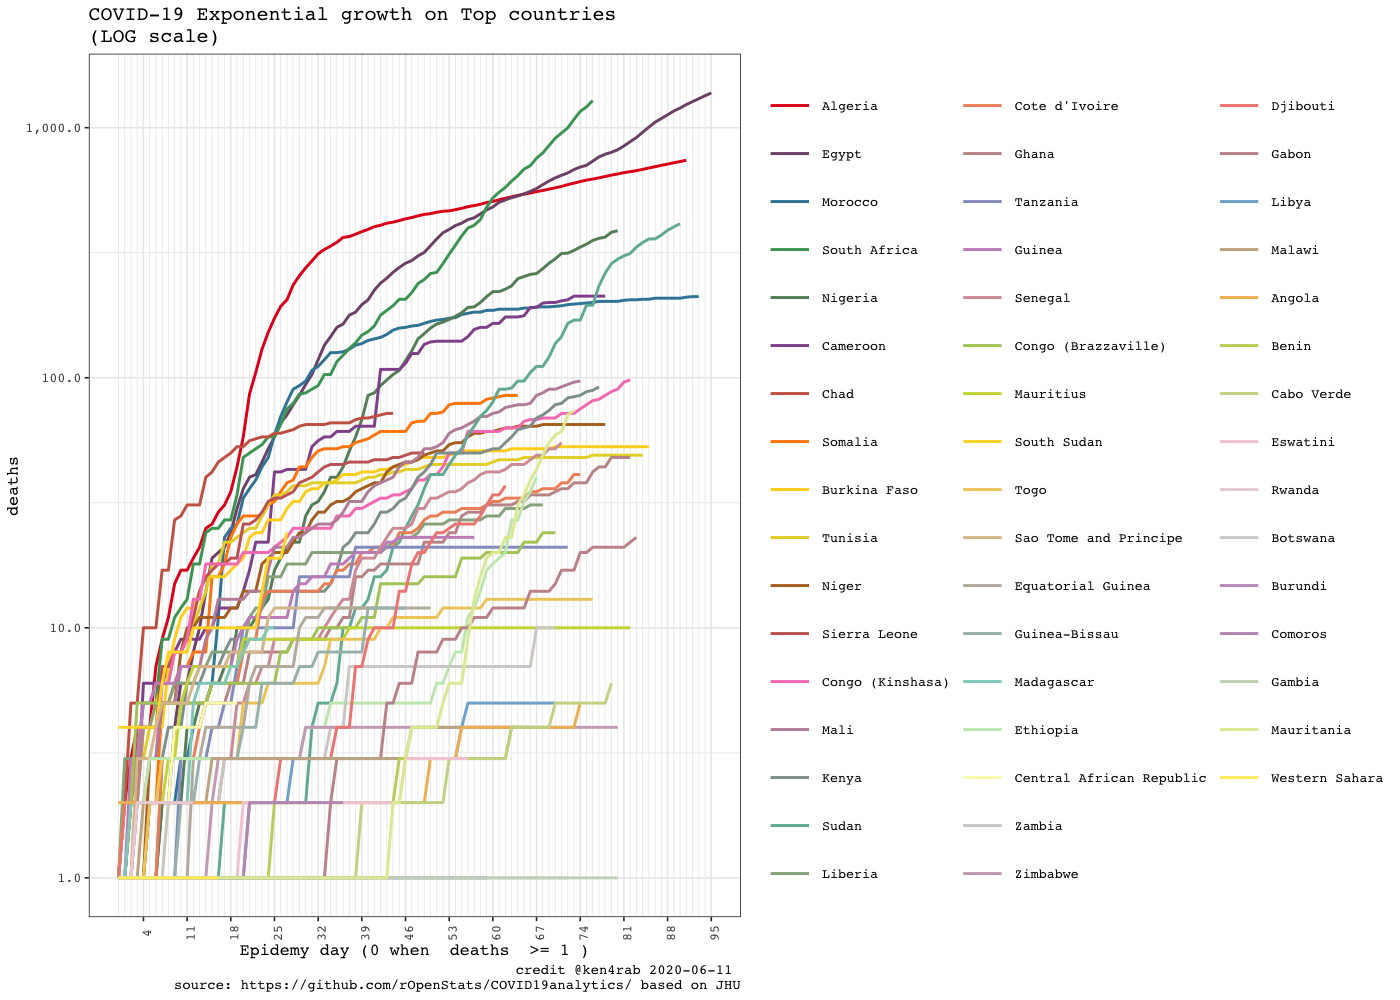 COVID-19 Exponential growth on Top countries
(LOG scale)
deaths
1,000.0
100.0
10.0
1.0
4 11 18 25 32 39 46 53 60 67 74 81 88 95
Epidemy day (0 when  deaths  >= 1 )
Algeria
Egypt
Morocco
South Africa
Nigeria
Cameroon
Chad
Somalia
Burkina Faso
Tunisia
Niger
Sierra Leone
Congo (Kinshasa)
Mali
Kenya
Sudan
Liberia
Cote d'Ivoire
Ghana
Tanzania
Guinea
Senegal
Congo (Brazzaville)
Mauritius
South Sudan
Togo
Sao Tome and Principe
Equatorial Guinea
Guinea-Bissau
Madagascar
Ethiopia
Central African Republic
Zambia
Zimbabwe
Djibouti
Gabon
Libya
Malawi
Angola
Benin
Cabo Verde
Eswatini
Rwanda
Botswana
Burundi
Comoros
Gambia
Mauritania
Western Sahara
credit @ken4rab 2020-06-11
source: https://github.com/rOpenStats/COVID19analytics/ based on JHU